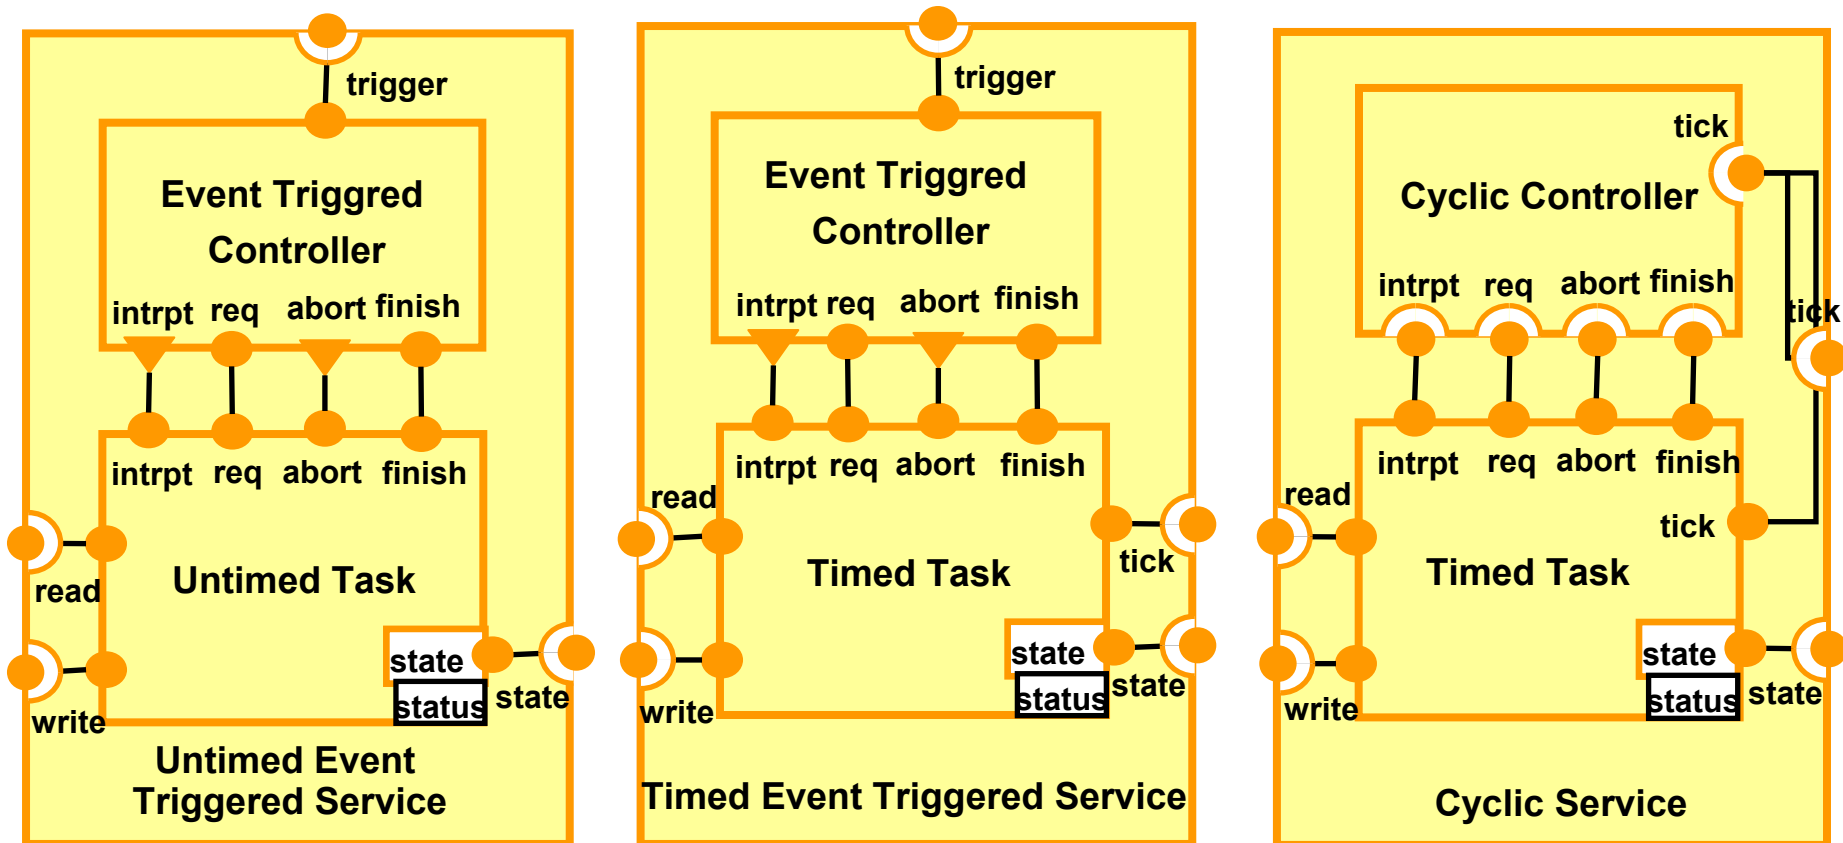 trigger
Event Triggred
Controller
intrpt req abort finish
intrpt req abort finish
read
Untimed Task
state
status
state
write
Untimed Event
Triggered Service
trigger
Event Triggred
Controller
intrpt req abort finish
intrpt req abort finish
read
tick
Timed Task
state
status
state
write
Timed Event Triggered Service
tick
Cyclic Controller
intrpt req abort finish
tick
intrpt req abort finish
read
tick
Timed Task
state
status
state
write
Cyclic Service